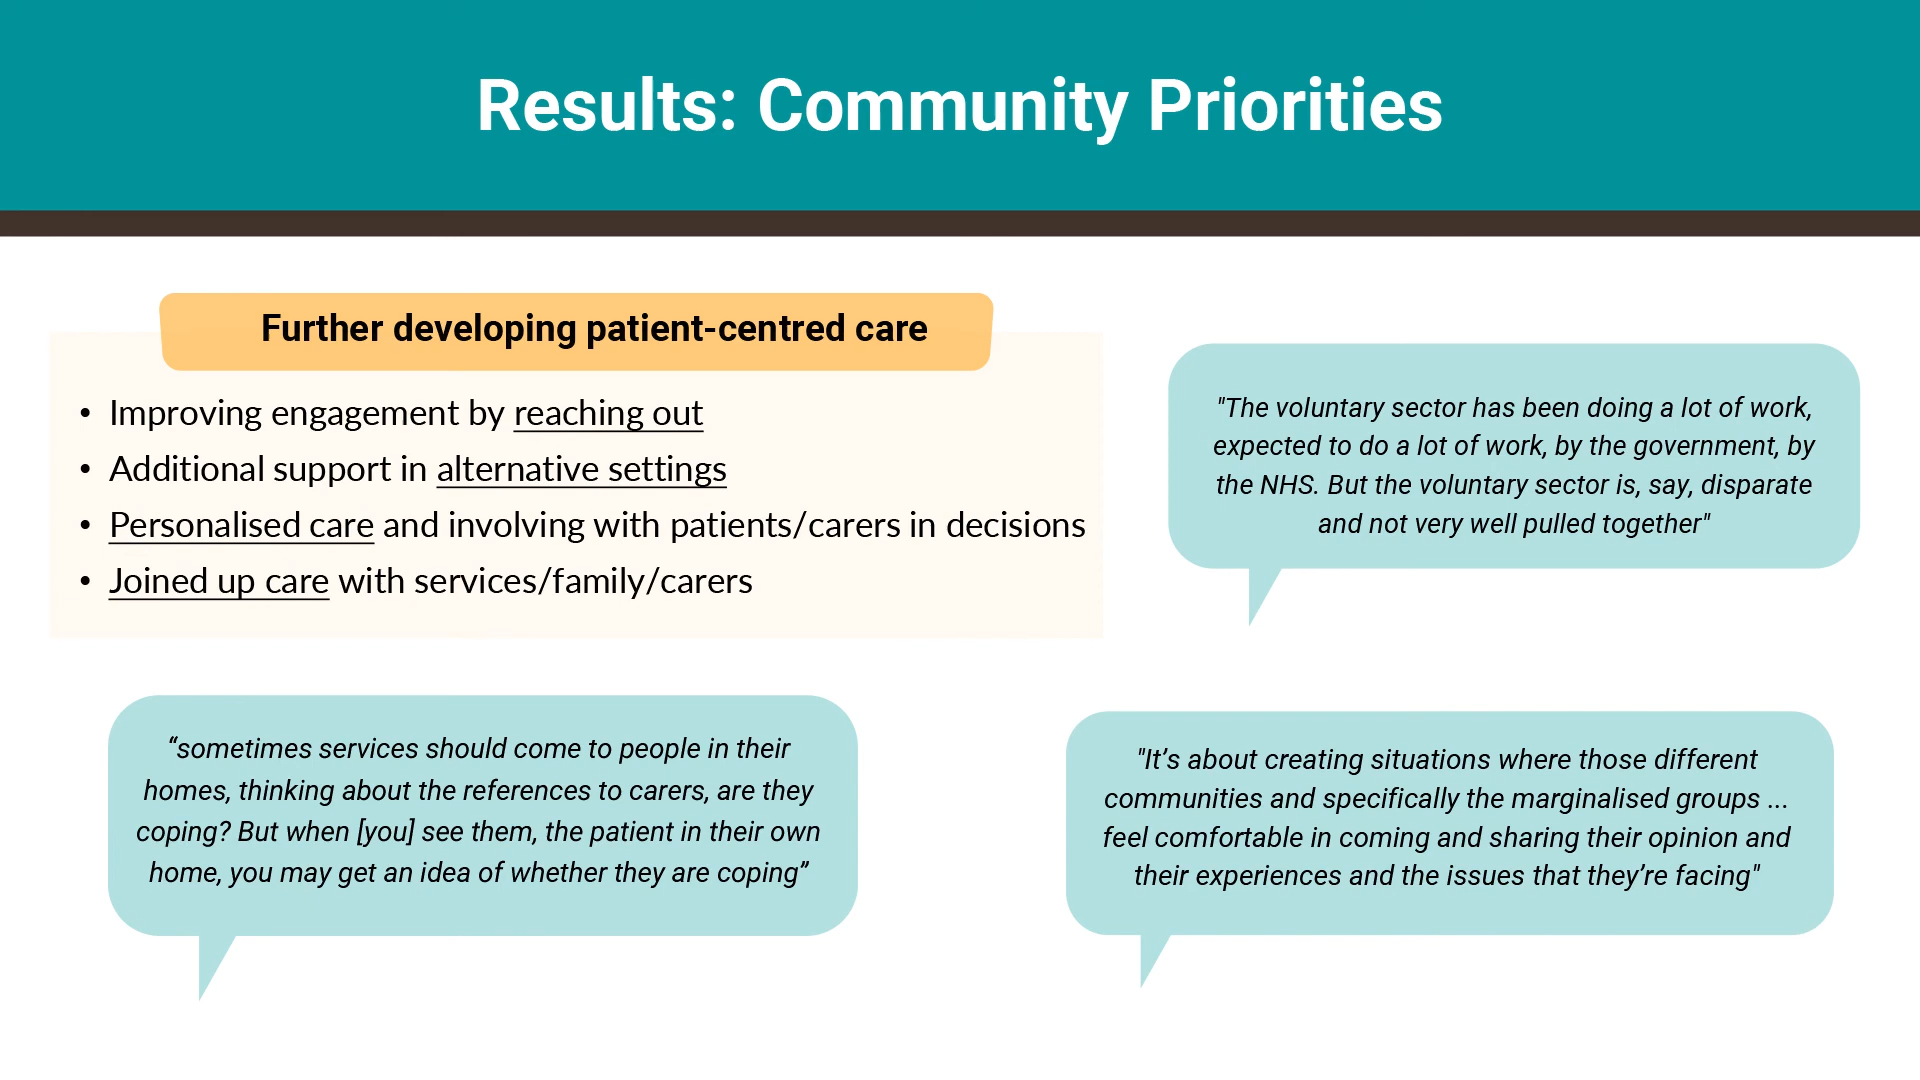 Results: Community Priorities
Further developing patient-centred care
• Improving engagement by reaching out
• Additional support in alternative settings
• Personalised care and involving with patients/carers in decisions
• Joined up care with services/family/carers
"The voluntary sector has been doing a lot of work,
expected to do a lot of work, by the government, by
the NHS. But the voluntary sector is, say, disparate
and not very well pulled together"
“sometimes services should come to people in their
homes, thinking about the references to carers, are they
coping? But when [you] see them, the patient in their own
home, you may get an idea of whether they are coping”
"It’s about creating situations where those different
communities and specifically the marginalised groups ...
feel comfortable in coming and sharing their opinion and
their experiences and the issues that they’re facing"